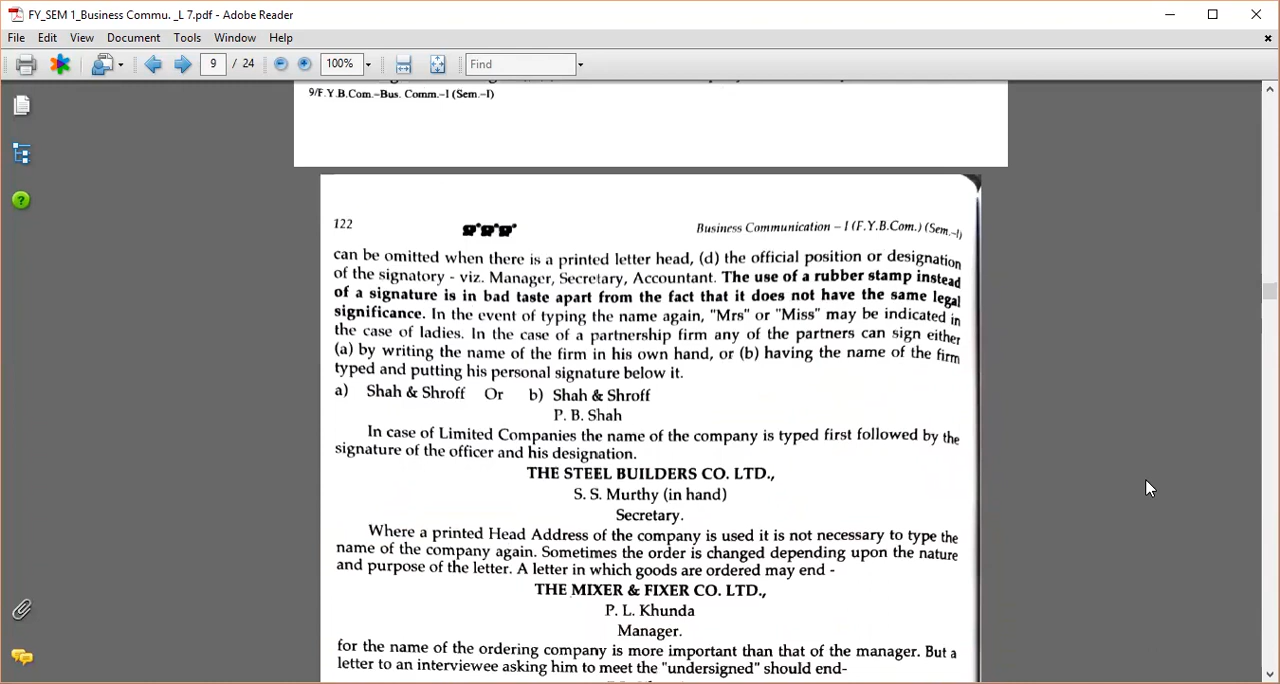 FY_SEM 1_Business Commu. _L 7.pdf - Adobe Reader
File Edit View Document Tools Window Help
9 / 24 100% Find
9/F.Y.B.Com.–Bus. Comm.–I (Sem.–I)
122 Business Communication – I (F.Y.B.Com.) (Sem.–I)
can be omitted when there is a printed letter head, (d) the official position or designation
of the signatory - viz. Manager, Secretary, Accountant. The use of a rubber stamp instead
of a signature is in bad taste apart from the fact that it does not have the same legal
significance. In the event of typing the name again, "Mrs" or "Miss" may be indicated in
the case of ladies. In the case of a partnership firm any of the partners can sign either
(a) by writing the name of the firm in his own hand, or (b) having the name of the firm
typed and putting his personal signature below it.
a) Shah & Shroff Or b) Shah & Shroff
P. B. Shah
In case of Limited Companies the name of the company is typed first followed by the
signature of the officer and his designation.
THE STEEL BUILDERS CO. LTD.,
S. S. Murthy (in hand)
Secretary.
Where a printed Head Address of the company is used it is not necessary to type the
name of the company again. Sometimes the order is changed depending upon the nature
and purpose of the letter. A letter in which goods are ordered may end -
THE MIXER & FIXER CO. LTD.,
P. L. Khunda
Manager.
for the name of the ordering company is more important than that of the manager. But a
letter to an interviewee asking him to meet the "undersigned" should end-